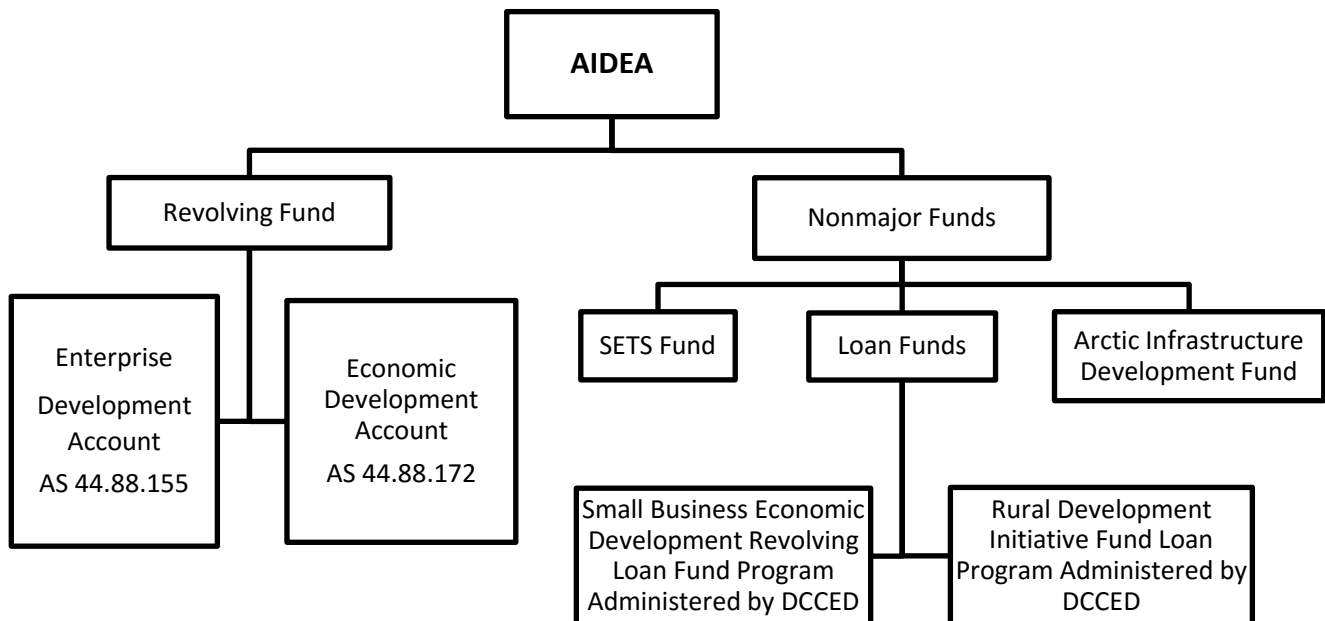 AIDEA
Revolving Fund
Nonmajor Funds
Enterprise
Development
Account
AS 44.88.155
Economic
Development
Account
AS 44.88.172
SETS Fund
Loan Funds
Arctic Infrastructure
Development Fund
Small Business Economic
Development Revolving
Loan Fund Program
Administered by DCCED
Rural Development
Initiative Fund Loan
Program Administered by
DCCED